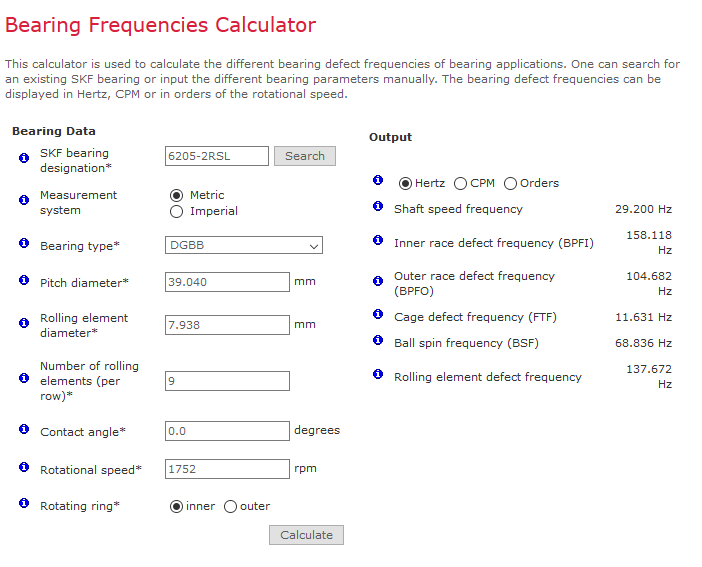 Bearing Frequencies Calculator
This calculator is used to calculate the different bearing defect frequencies of bearing applications. One can search for
an existing SKF bearing or input the different bearing parameters manually. The bearing defect frequencies can be
displayed in Hertz, CPM or in orders of the rotational speed.
Bearing Data
SKF bearing
designation*
6205-2RSL
Search
Measurement
system
Metric
Imperial
Bearing type*
DGBB
Pitch diameter*
39.040
mm
Rolling element
diameter*
7.938
mm
Number of rolling
elements (per
row)*
9
Contact angle*
0.0
degrees
Rotational speed*
1752
rpm
Rotating ring*
inner
outer
Calculate
Output
Hertz
CPM
Orders
Shaft speed frequency
29.200 Hz
Inner race defect frequency (BPFI)
158.118
Hz
Outer race defect frequency
(BPFO)
104.682
Hz
Cage defect frequency (FTF)
11.631 Hz
Ball spin frequency (BSF)
68.836 Hz
Rolling element defect frequency
137.672
Hz